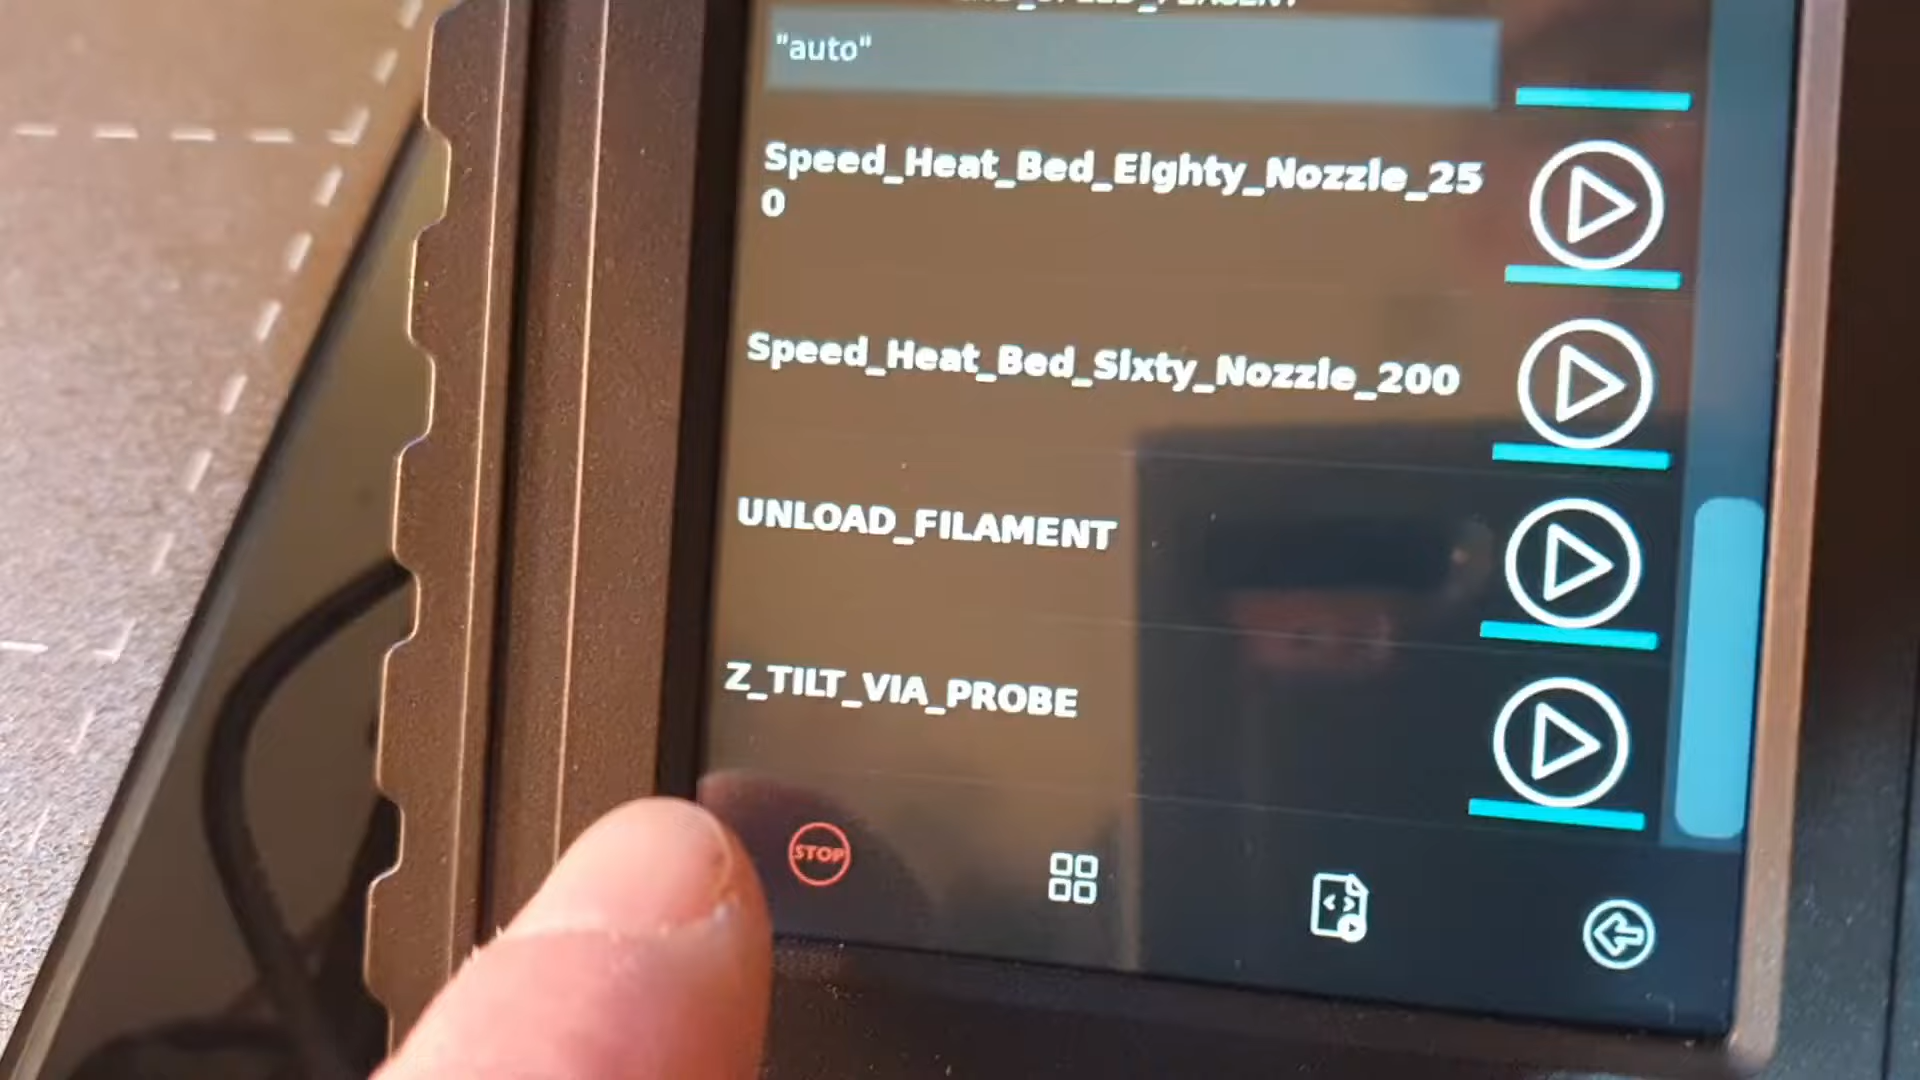 "auto"
Speed_Heat_Bed_Eighty_Nozzle_25
0
Speed_Heat_Bed_Sixty_Nozzle_200
UNLOAD_FILAMENT
Z_TILT_VIA_PROBE
STOP